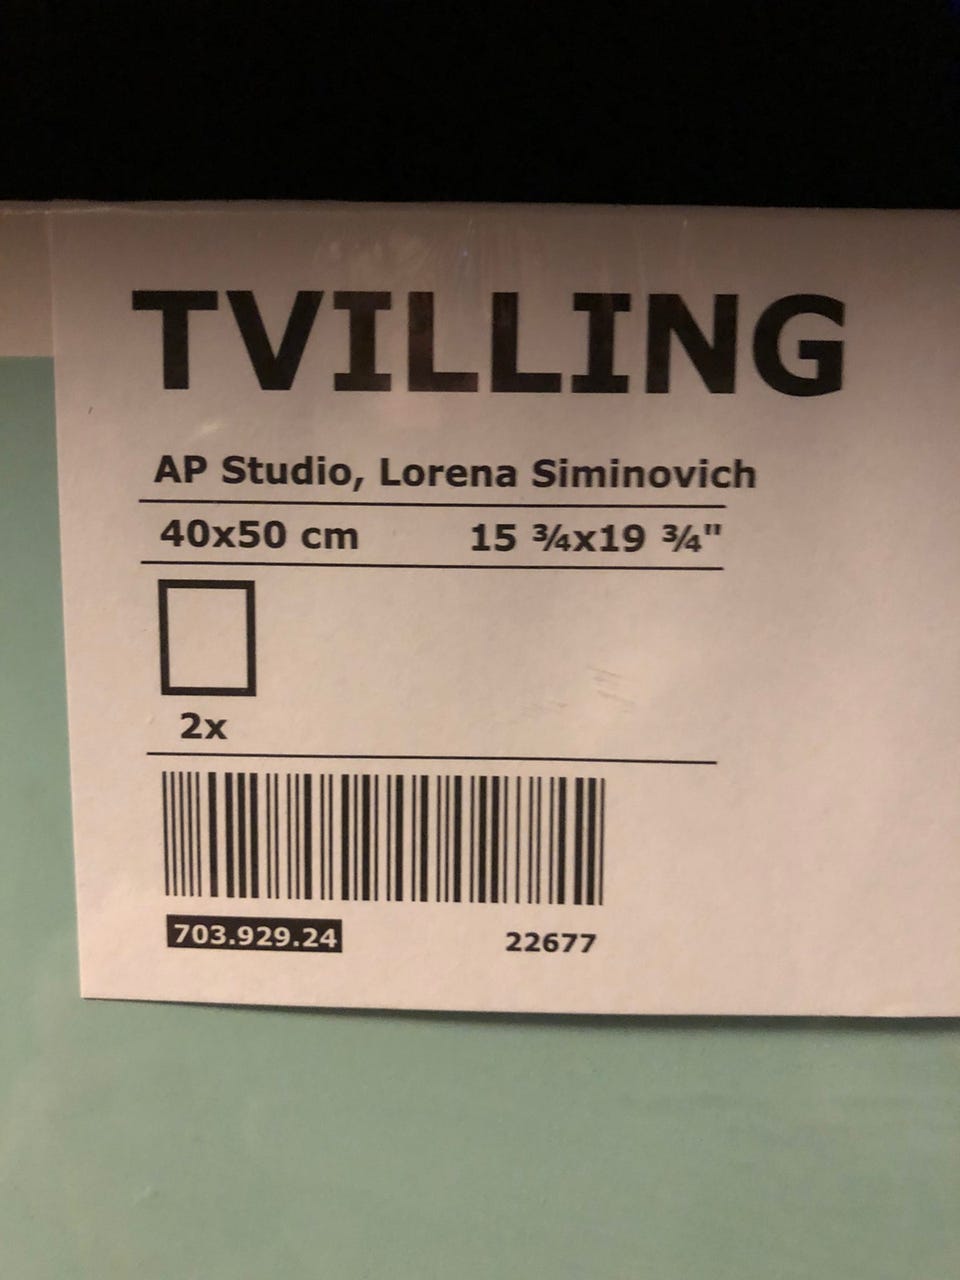 TVILLING
AP Studio, Lorena Siminovich
40x50 cm 15 ¾x19 ¾"
2x
703.929.24 22677